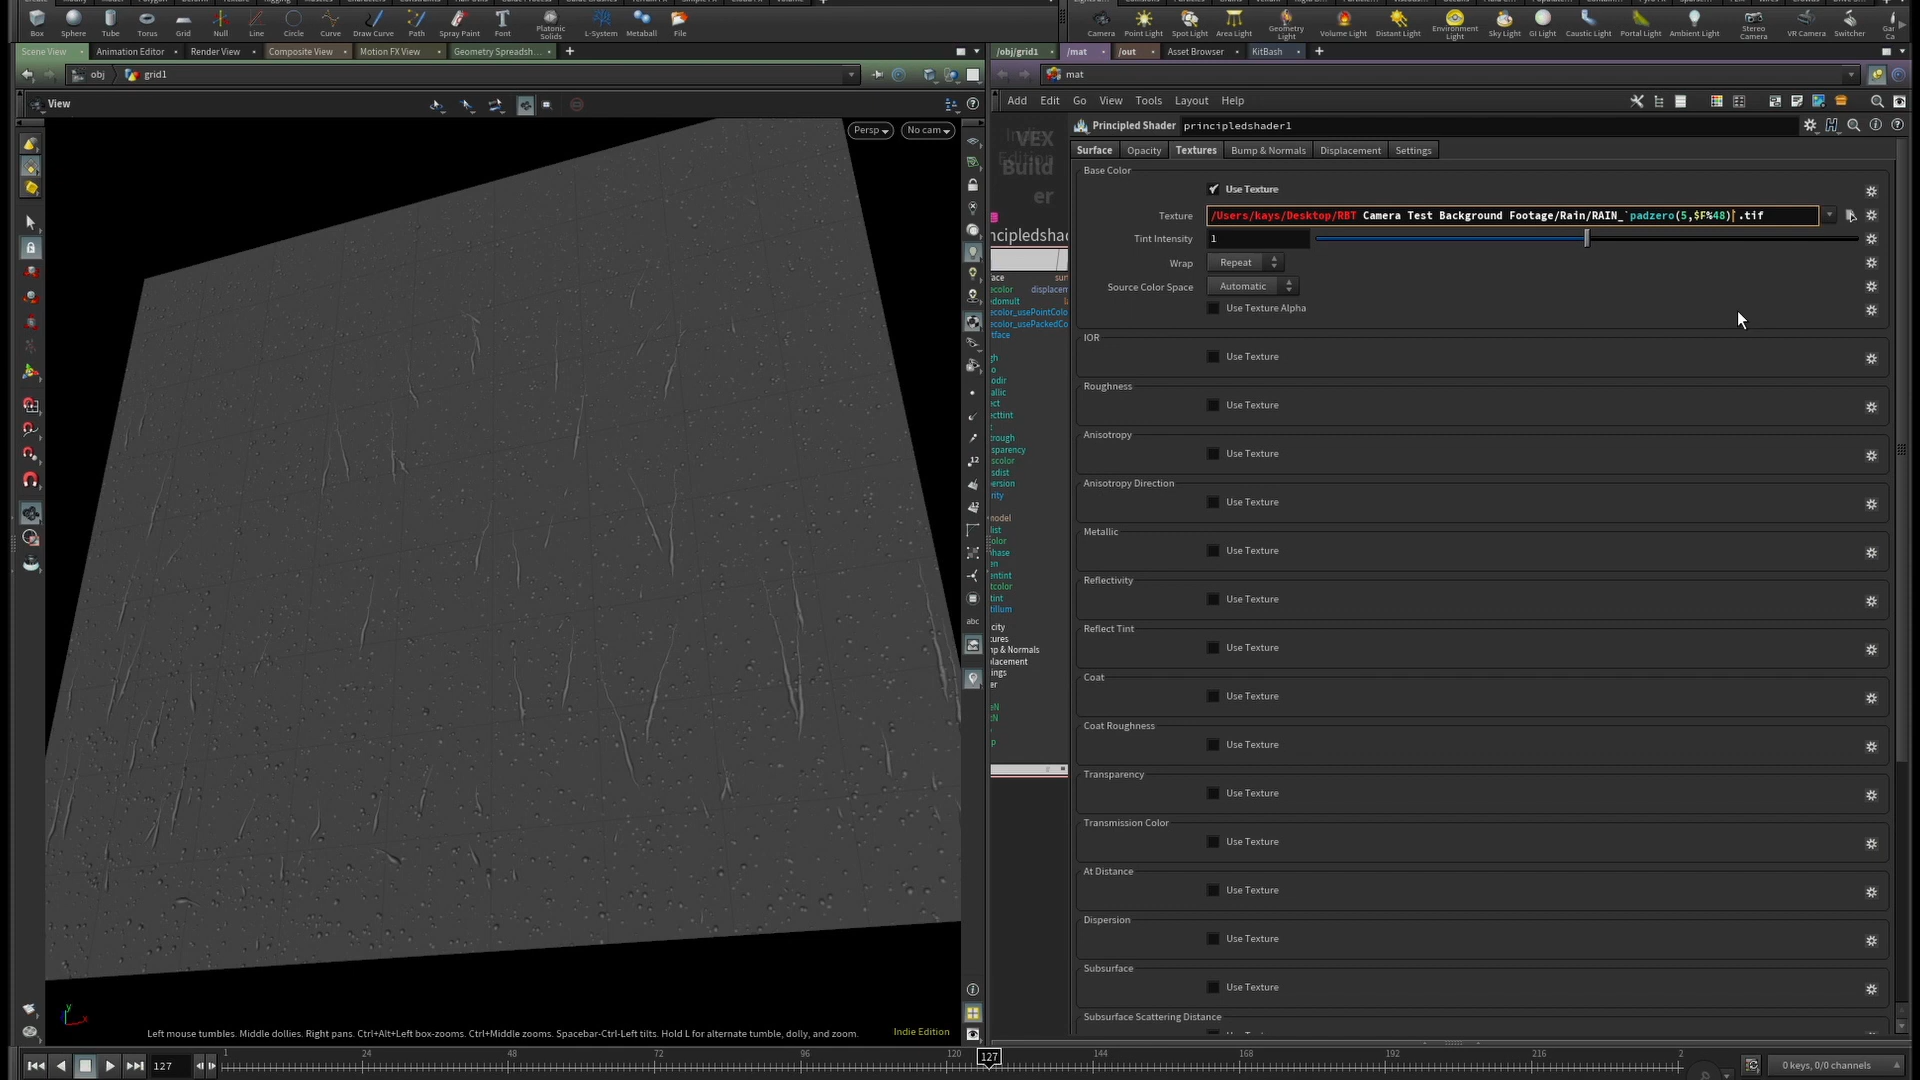 Box
Sphere
Tube
Torus
Grid
Null
Line
Circle
Curve
Draw Curve
Path
Spray Paint
Font
Platonic
Solids
L-System
Metaball
File
Camera
Point Light
Spot Light
Area Light
Geometry
Light
Volume Light
Distant Light
Environment
Light
Sky Light
GI Light
Caustic Light
Portal Light
Ambient Light
Stereo
Camera
VR Camera
Switcher
Scene View
Animation Editor
Render View
Composite View
Motion FX View
Geometry Spreadsh...
/obj/grid1
/mat
/out
Asset Browser
KitBash
obj
grid1
mat
View
Add Edit Go View Tools Layout Help
Persp
No cam
VEX
Build
er
Principled Shader
principledshader1
Surface
Opacity
Textures
Bump & Normals
Displacement
Settings
Base Color
Use Texture
Texture
/Users/kays/Desktop/RBT Camera Test Background Footage/Rain/RAIN_`padzero(5,$F%48)`.tif
Tint Intensity
1
Wrap
Repeat
Source Color Space
Automatic
Use Texture Alpha
IOR
Use Texture
Roughness
Use Texture
Anisotropy
Use Texture
Anisotropy Direction
Use Texture
Metallic
Use Texture
Reflectivity
Use Texture
Reflect Tint
Use Texture
Coat
Use Texture
Coat Roughness
Use Texture
Transparency
Use Texture
Transmission Color
Use Texture
At Distance
Use Texture
Dispersion
Use Texture
Subsurface
Use Texture
Subsurface Scattering Distance
Left mouse tumbles. Middle dollies. Right pans. Ctrl+Alt+Left box-zooms. Ctrl+Middle zooms. Spacebar-Ctrl-Left tilts. Hold L for alternate tumble, dolly, and zoom.
Indie Edition
127
1
24
48
72
96
120
127
144
168
192
216
2
0 keys, 0/0 channels